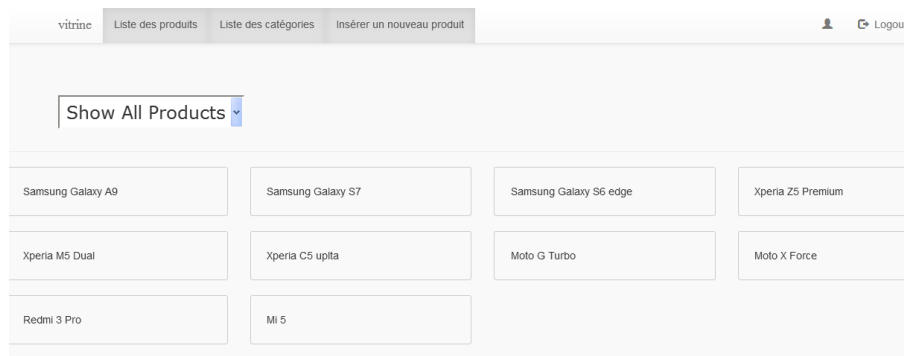 vitrine Liste des produits Liste des catégories Insérer un nouveau produit Logou
Show All Products
Samsung Galaxy A9 Samsung Galaxy S7 Samsung Galaxy S6 edge Xperia Z5 Premium
Xperia M5 Dual Xperia C5 uplta Moto G Turbo Moto X Force
Redmi 3 Pro Mi 5